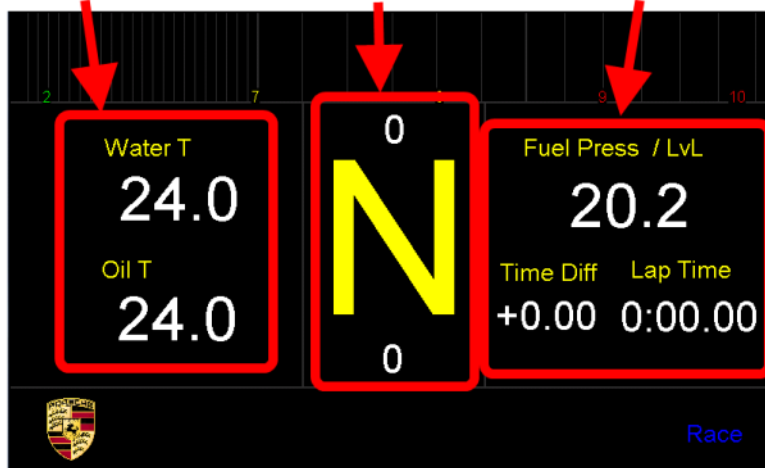 2 7 9 10
Water T
24.0
Oil T
24.0
0
N
0
Fuel Press / LvL
20.2
Time Diff Lap Time
+0.00 0:00.00
PORSCHE
Race